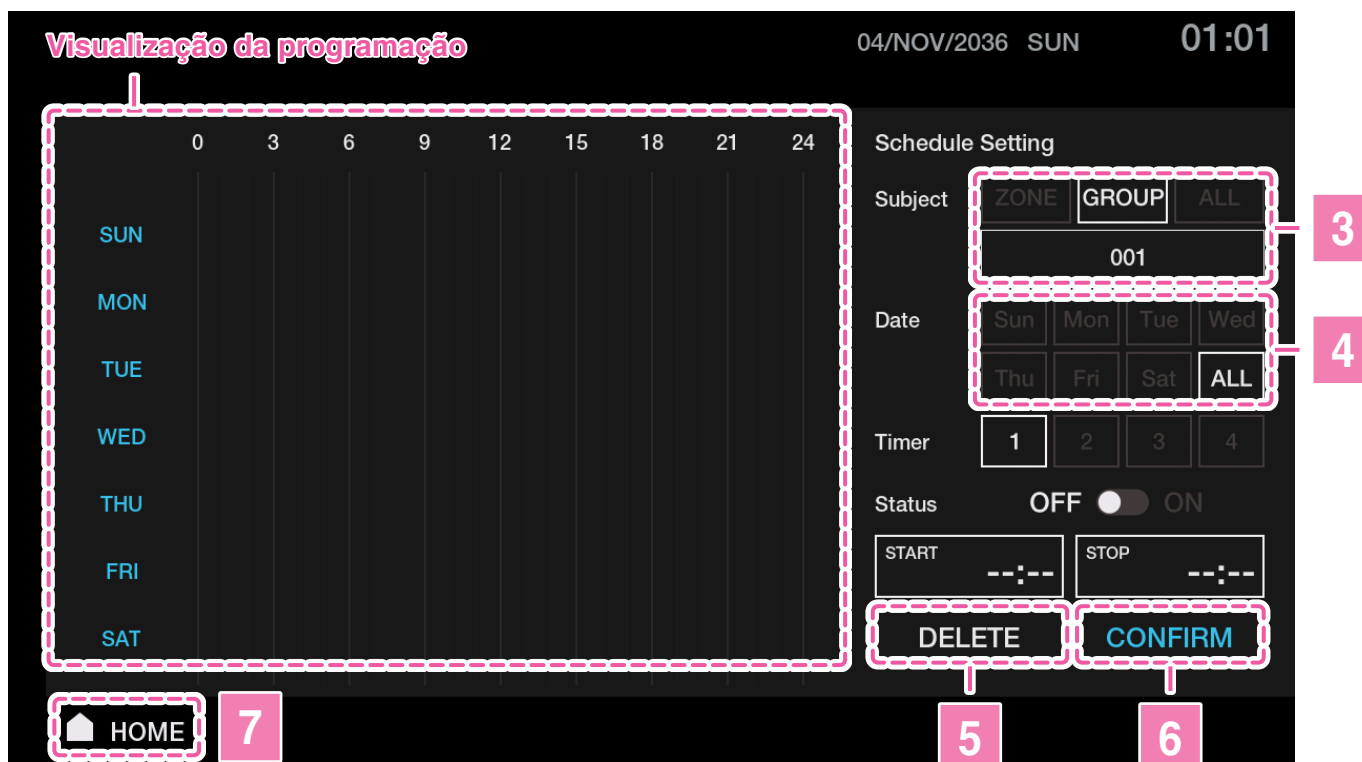 Visualização da programação
04/NOV/2036 SUN 01:01
0 3 6 9 12 15 18 21 24
SUN
MON
TUE
WED
THU
FRI
SAT
Schedule Setting
Subject ZONE GROUP ALL
001
3
Date Sun Mon Tue Wed
Thu Fri Sat ALL
4
Timer 1 2 3 4
Status OFF ON
START --:-- STOP --:--
DELETE CONFIRM
HOME 7
5 6